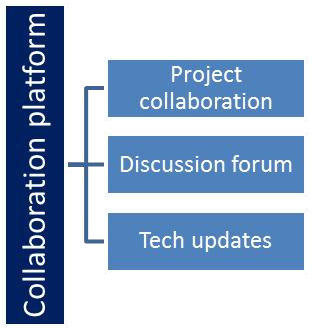 Collaboration platform
Project
collaboration
Discussion forum
Tech updates